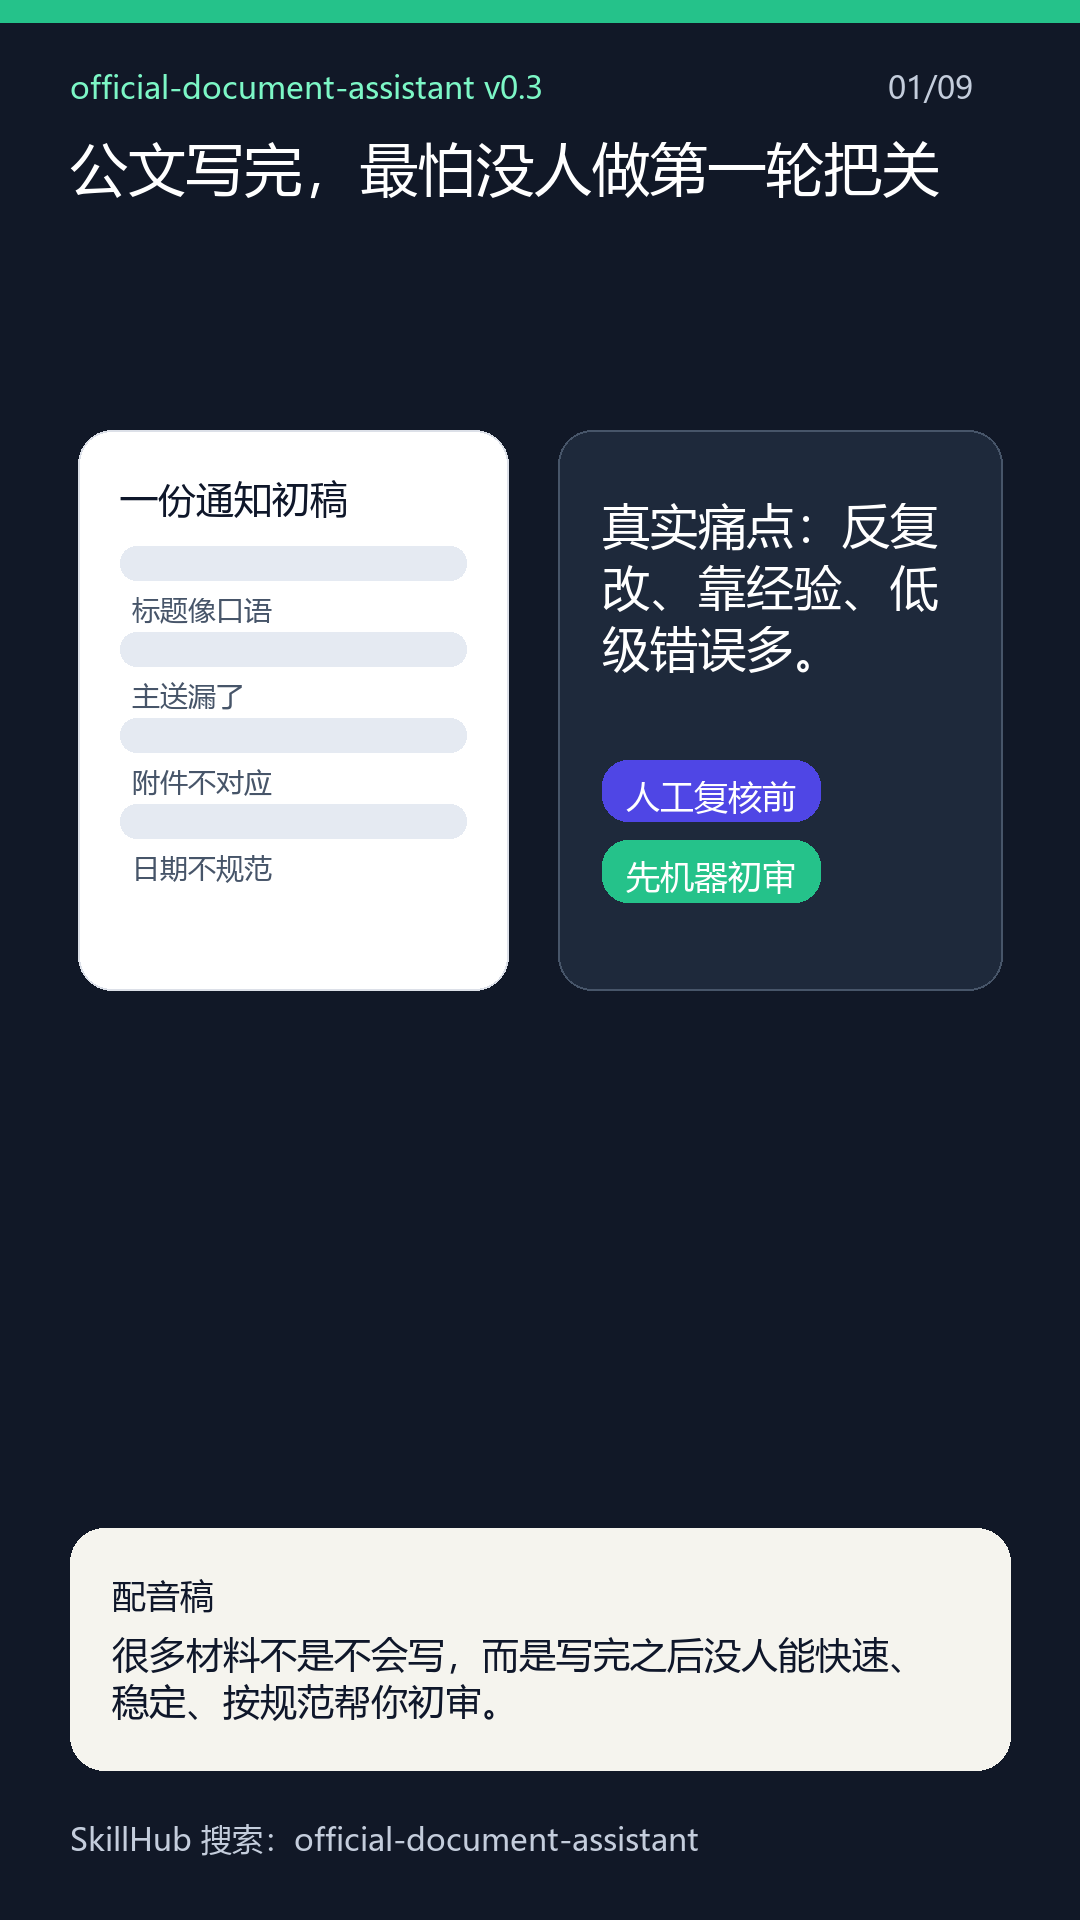 official-document-assistant v0.3
01/09
公文写完，最怕没人做第一轮把关
一份通知初稿
标题像口语
主送漏了
附件不对应
日期不规范
真实痛点：反复
改、靠经验、低
级错误多。
人工复核前
先机器初审
配音稿
很多材料不是不会写，而是写完之后没人能快速、
稳定、按规范帮你初审。
SkillHub 搜索：official-document-assistant